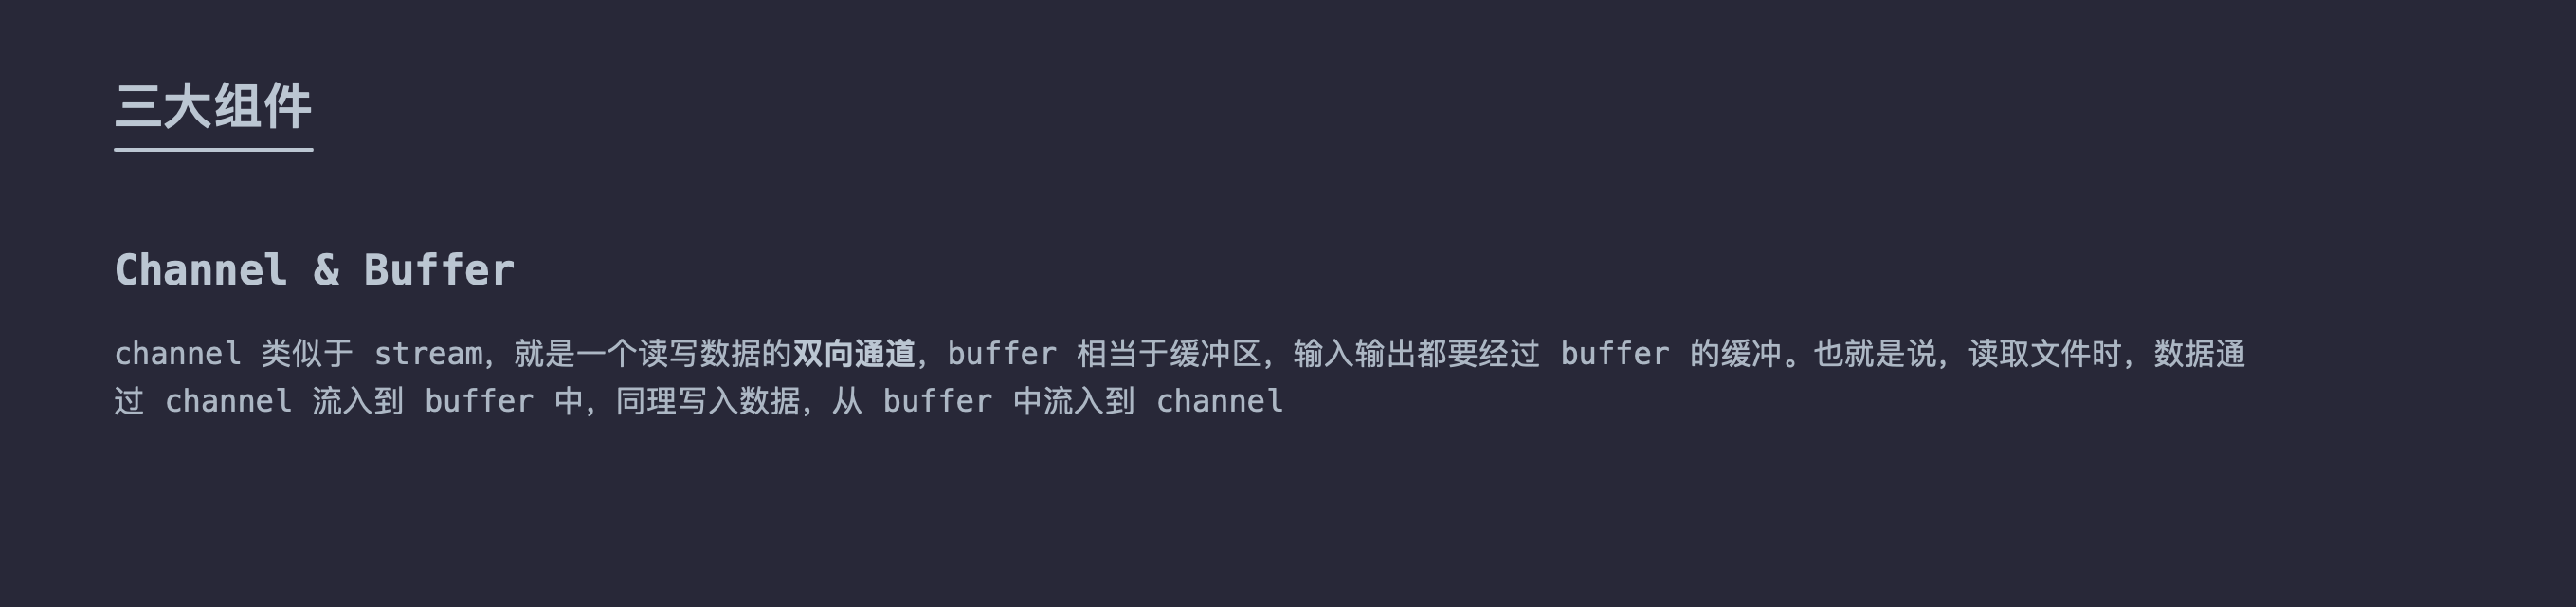 三大组件
Channel & Buffer
channel 类似于 stream，就是一个读写数据的双向通道，buffer 相当于缓冲区，输入输出都要经过 buffer 的缓冲。也就是说，读取文件时，数据通
过 channel 流入到 buffer 中，同理写入数据，从 buffer 中流入到 channel